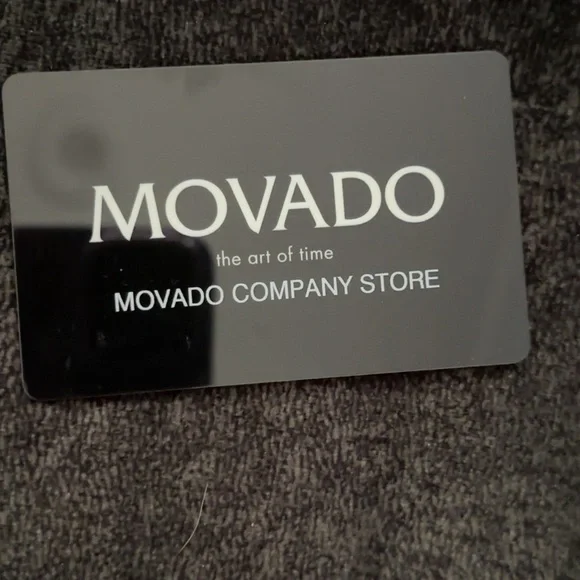 MOVADO
the art of time
MOVADO COMPANY STORE